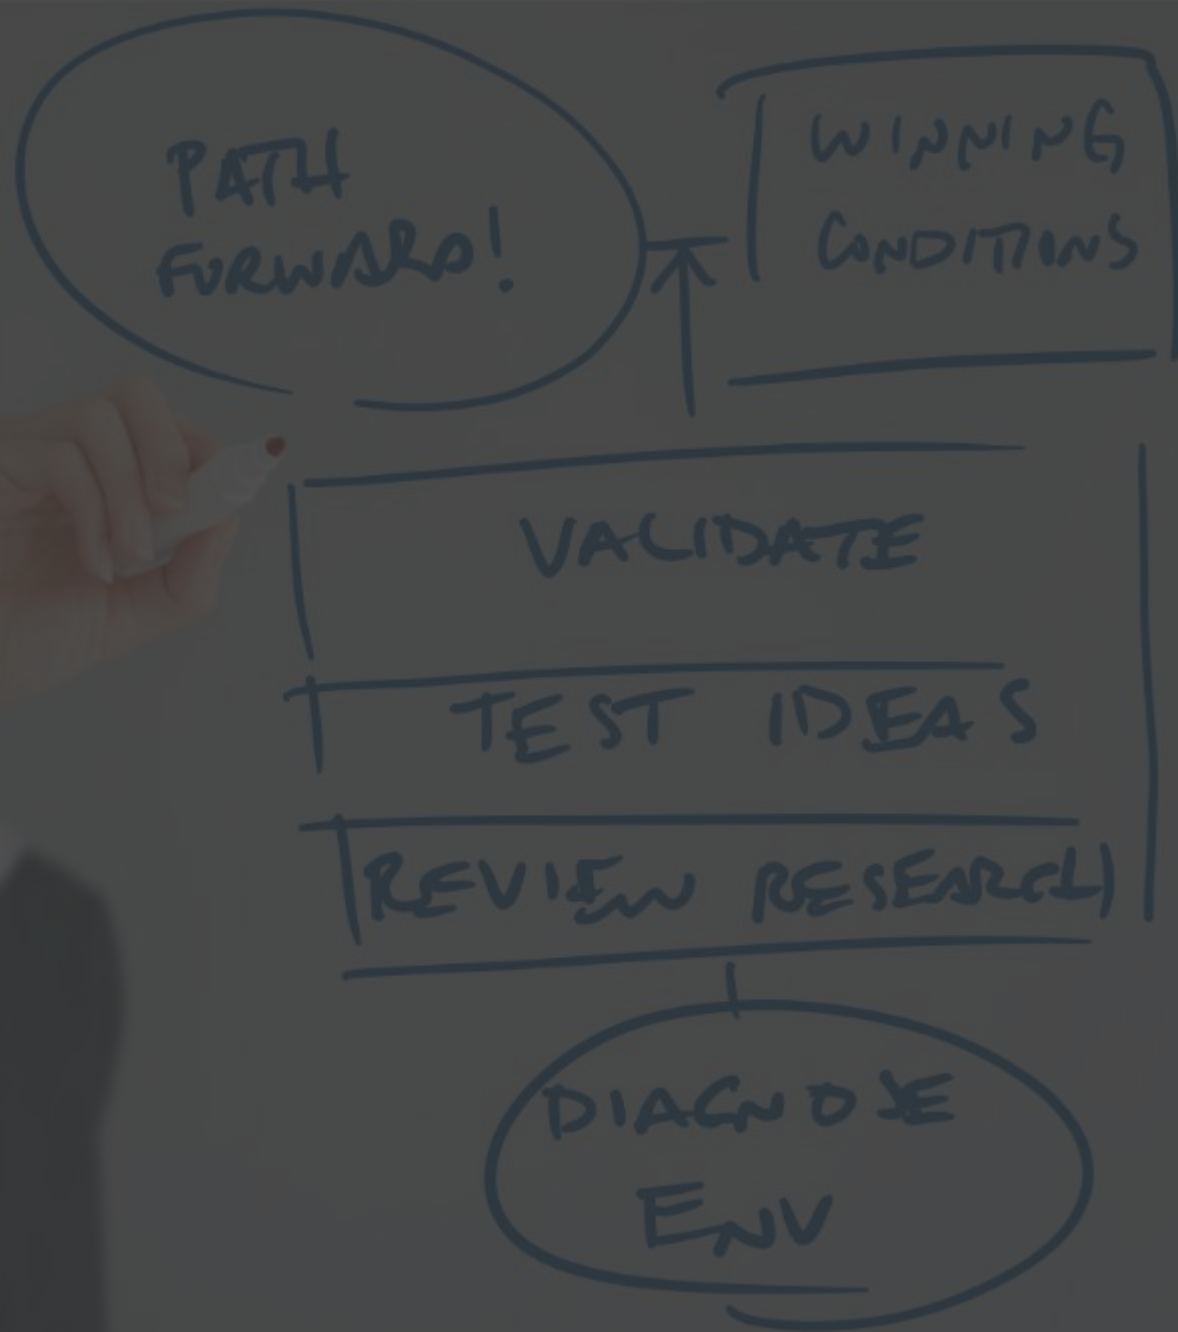 PATH
FORWARD!
WINNING
CONDITIONS
VALIDATE
TEST IDEAS
REVIEW RESEARCH
DIAGNOSE
ENV